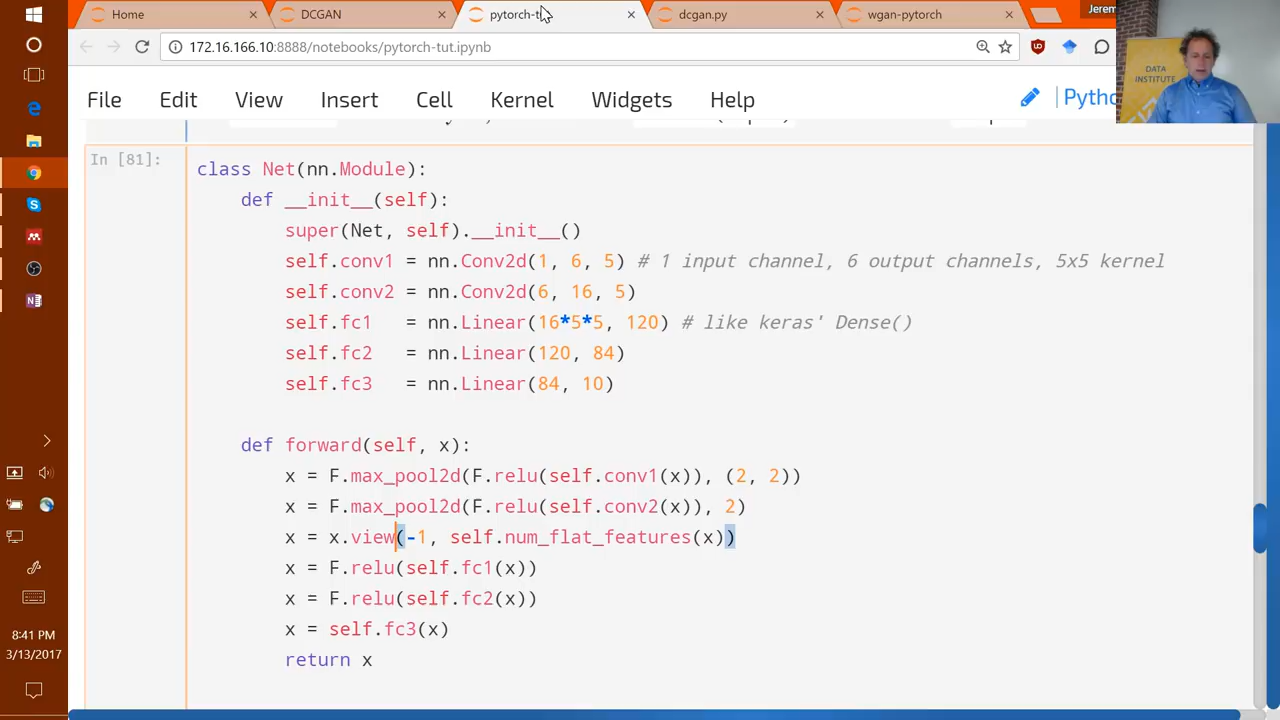 Home
DCGAN
pytorch-tu
dcgan.py
wgan-pytorch
Jerem
172.16.166.10:8888/notebooks/pytorch-tut.ipynb
DATA
INSTITUTE
File Edit View Insert Cell Kernel Widgets Help
Pytho
In [81]:
class Net(nn.Module):
def __init__(self):
super(Net, self).__init__()
self.conv1 = nn.Conv2d(1, 6, 5) # 1 input channel, 6 output channels, 5x5 kernel
self.conv2 = nn.Conv2d(6, 16, 5)
self.fc1 = nn.Linear(16*5*5, 120) # like keras' Dense()
self.fc2 = nn.Linear(120, 84)
self.fc3 = nn.Linear(84, 10)
def forward(self, x):
x = F.max_pool2d(F.relu(self.conv1(x)), (2, 2))
x = F.max_pool2d(F.relu(self.conv2(x)), 2)
x = x.view(-1, self.num_flat_features(x))
x = F.relu(self.fc1(x))
x = F.relu(self.fc2(x))
x = self.fc3(x)
return x
8:41 PM
3/13/2017